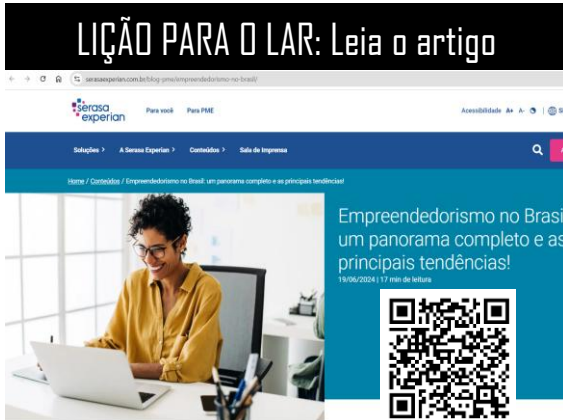 LIÇÃO PARA O LAR: Leia o artigo
serasaexperian.com.br/blog-pme/empreendedorismo-no-brasil/
serasa experian
Para você Para PME
Acessibilidade A+ A-
Soluções A Serasa Experian Conteúdos Sala de Imprensa
Home / Conteúdos / Empreendedorismo no Brasil: um panorama completo e as principais tendências!
Empreendedorismo no Brasil
um panorama completo e as
principais tendências!
19/06/2024 | 17 min de leitura